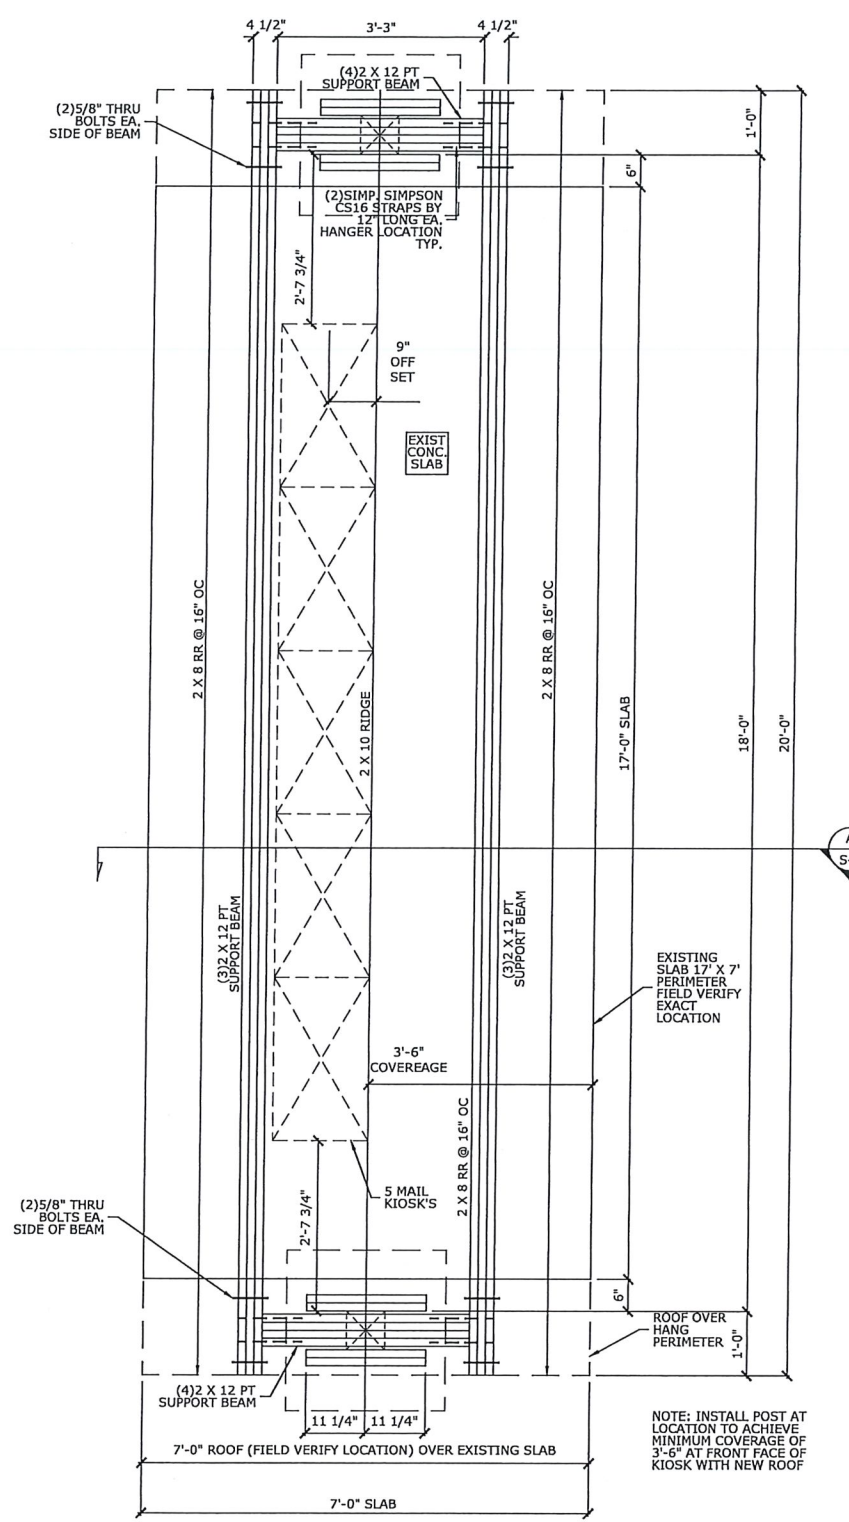 4 1/2"
3'-3"
4 1/2"
(4)2 X 12 PT
SUPPORT BEAM
(2)5/8" THRU
BOLTS EA.
SIDE OF BEAM
1'-0"
6"
(2)SIMP. SIMPSON
CS16 STRAPS BY
12" LONG EA.
HANGER LOCATION
TYP.
2'-7 3/4"
9"
OFF
SET
EXIST
CONC.
SLAB
2 X 8 RR @ 16" OC
2 X 10 RIDGE
2 X 8 RR @ 16" OC
17'-0" SLAB
18'-0"
20'-0"
A
(3)2 X 12 PT
SUPPORT BEAM
(3)2 X 12 PT
SUPPORT BEAM
EXISTING
SLAB 17' X 7'
PERIMETER
FIELD VERIFY
EXACT
LOCATION
3'-6"
COVEREAGE
2 X 8 RR @ 16" OC
5 MAIL
KIOSK'S
2'-7 3/4"
(2)5/8" THRU
BOLTS EA.
SIDE OF BEAM
6"
ROOF OVER
HANG
PERIMETER
1'-0"
(4)2 X 12 PT
SUPPORT BEAM
11 1/4"
11 1/4"
NOTE: INSTALL POST AT
LOCATION TO ACHIEVE
MINIMUM COVERAGE OF
3'-6" AT FRONT FACE OF
KIOSK WITH NEW ROOF
7'-0" ROOF (FIELD VERIFY LOCATION) OVER EXISTING SLAB
7'-0" SLAB